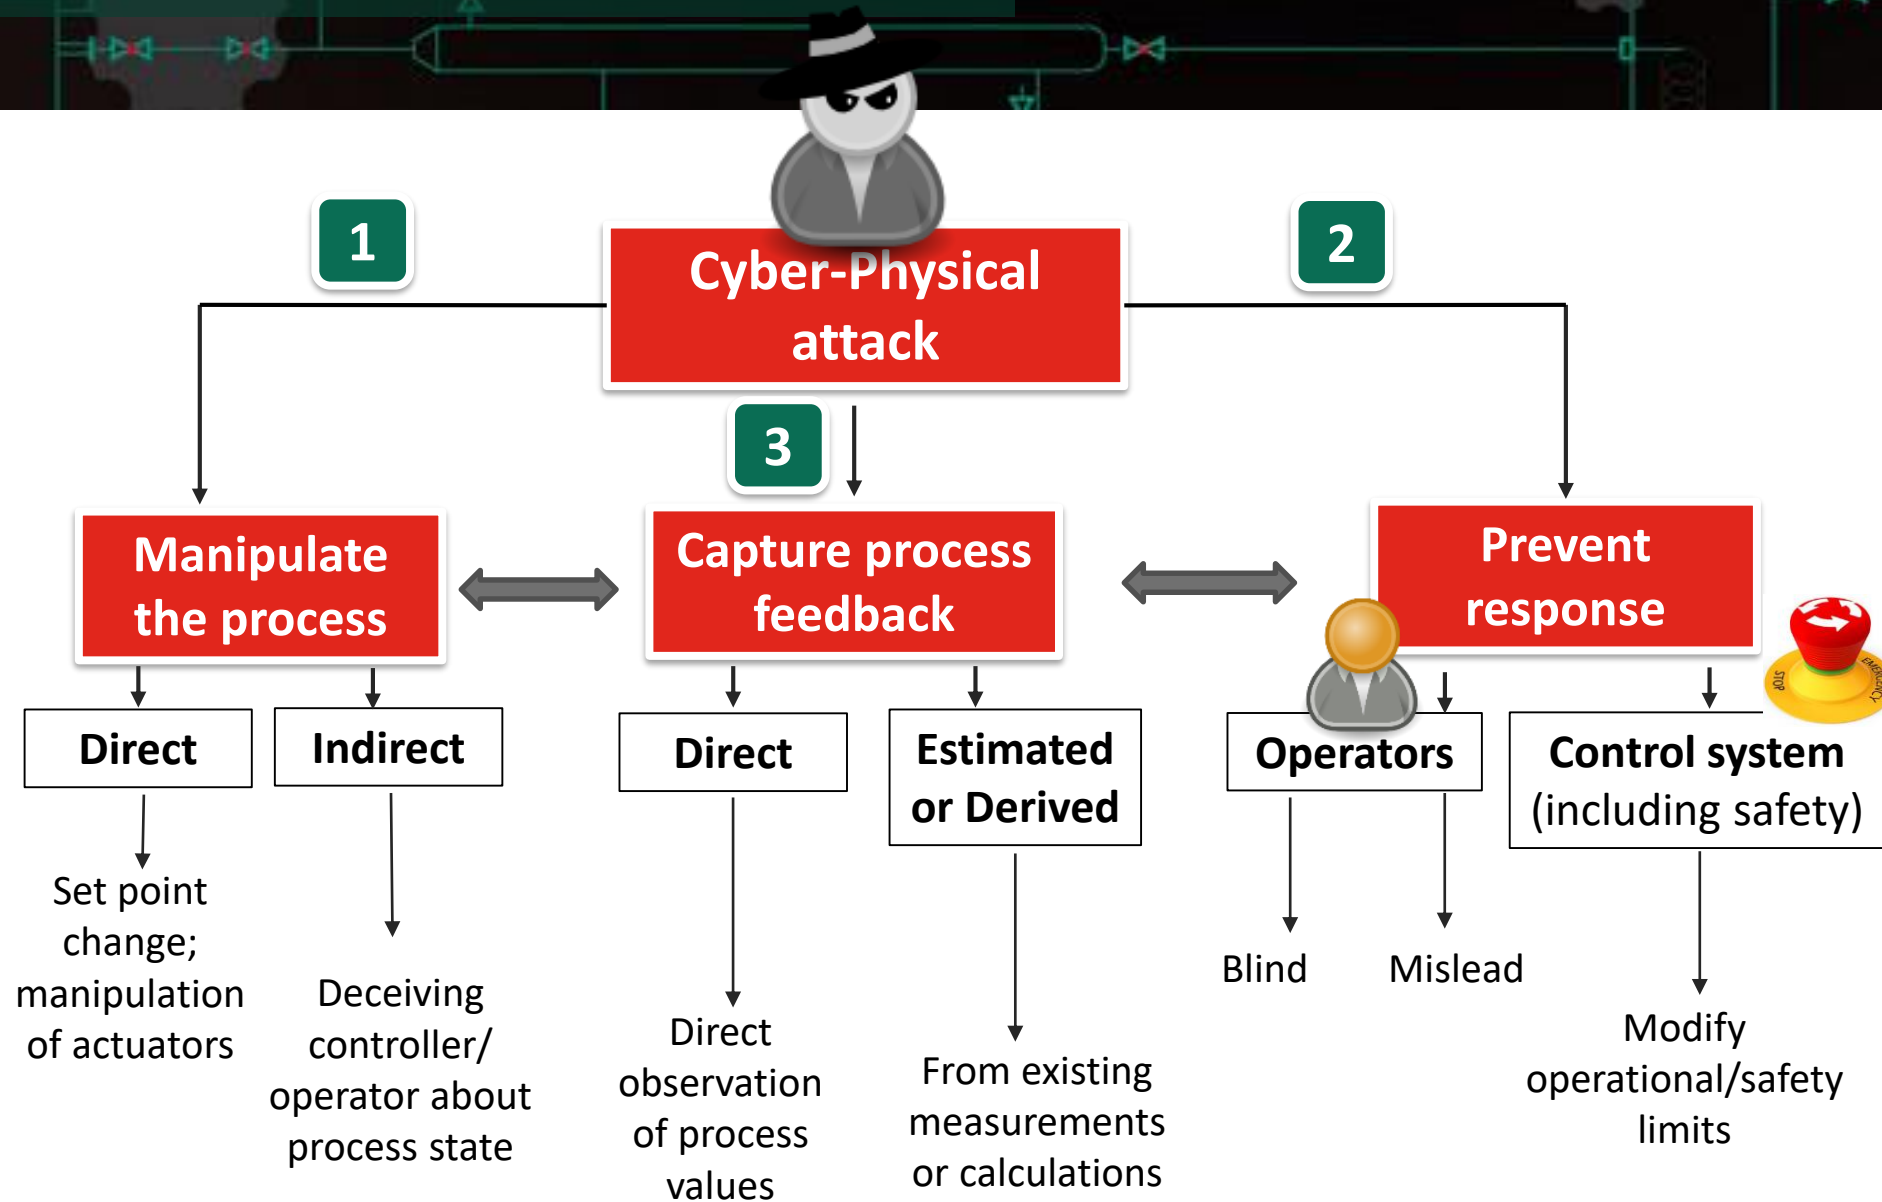 1
2
Cyber-Physical
attack
3
Manipulate
the process
Capture process
feedback
Prevent
response
STOP
EMERGENCY
Direct
Indirect
Direct
Estimated
or Derived
Operators
Control system
(including safety)
Set point
change;
manipulation
of actuators
Deceiving
controller/
operator about
process state
Direct
observation
of process
values
From existing
measurements
or calculations
Blind
Mislead
Modify
operational/safety
limits